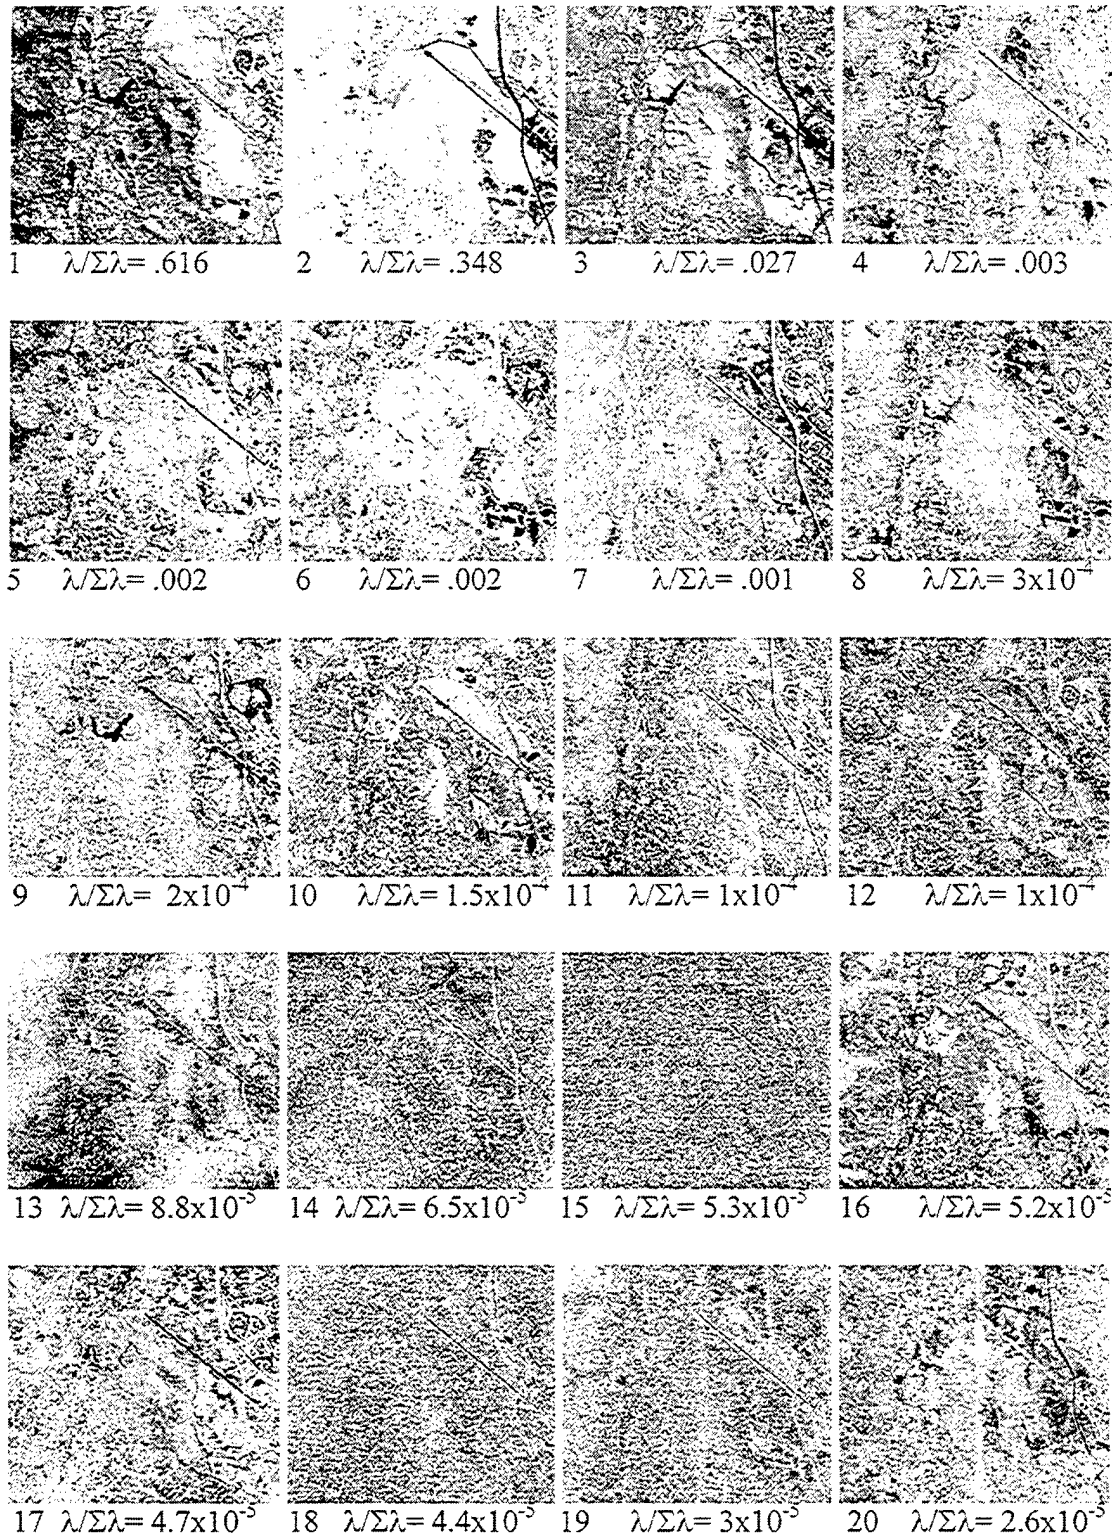 1 λ/Σλ= .616 2 λ/Σλ= .348 3 λ/Σλ= .027 4 λ/Σλ= .003
5 λ/Σλ= .002 6 λ/Σλ= .002 7 λ/Σλ= .001 8 λ/Σλ= 3x10⁻⁴
9 λ/Σλ= 2x10⁻⁴ 10 λ/Σλ= 1.5x10⁻⁴ 11 λ/Σλ= 1x10⁻⁴ 12 λ/Σλ= 1x10⁻⁴
13 λ/Σλ= 8.8x10⁻⁵ 14 λ/Σλ= 6.5x10⁻⁵ 15 λ/Σλ= 5.3x10⁻⁵ 16 λ/Σλ= 5.2x10⁻⁵
17 λ/Σλ= 4.7x10⁻⁵ 18 λ/Σλ= 4.4x10⁻⁵ 19 λ/Σλ= 3x10⁻⁵ 20 λ/Σλ= 2.6x10⁻⁵